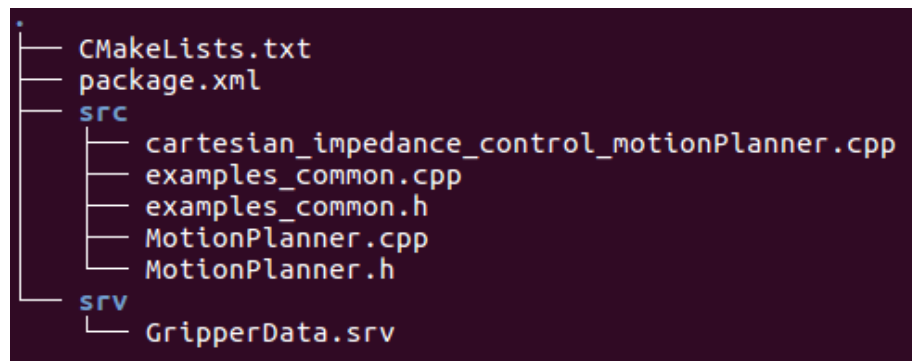 .
├── CMakeLists.txt
├── package.xml
├── src
│   ├── cartesian_impedance_control_motionPlanner.cpp
│   ├── examples_common.cpp
│   ├── examples_common.h
│   ├── MotionPlanner.cpp
│   └── MotionPlanner.h
└── srv
    └── GripperData.srv